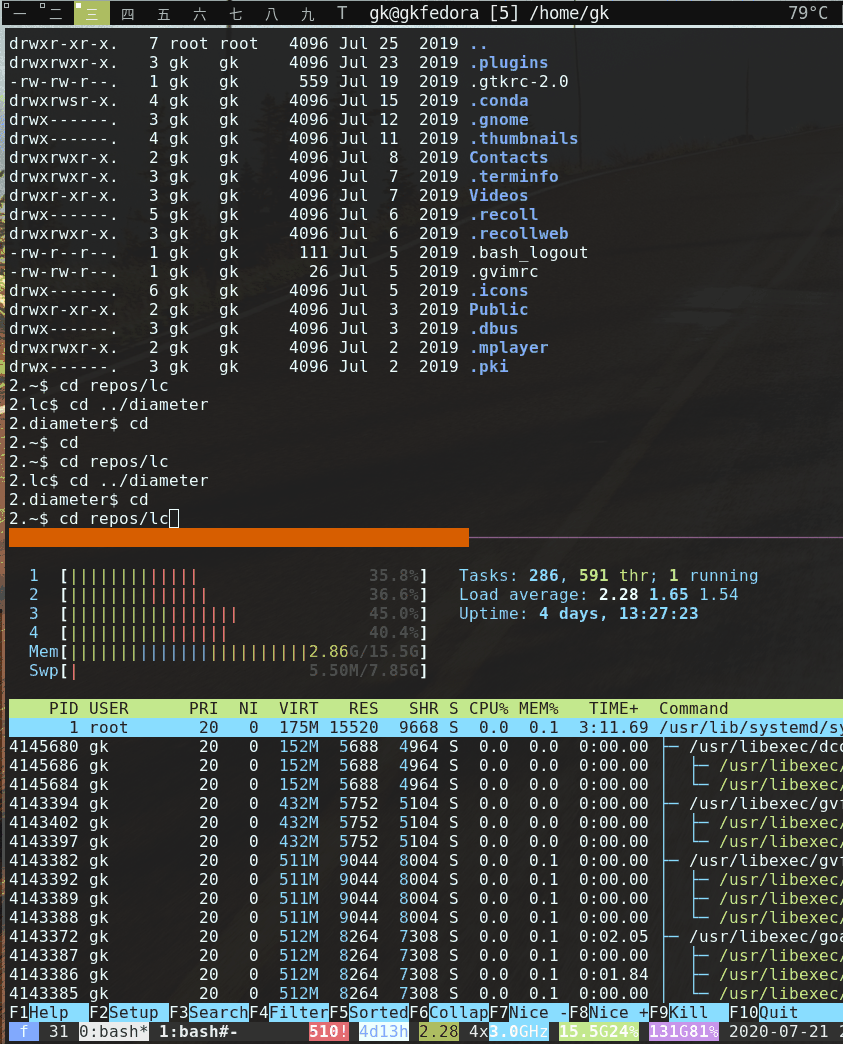 一 二 三 四 五 六 七 八 九 T gk@gkfedora [5] /home/gk 79°C
drwxr-xr-x. 7 root root 4096 Jul 25 2019 ..
drwxrwxr-x. 3 gk gk 4096 Jul 23 2019 .plugins
-rw-rw-r--. 1 gk gk 559 Jul 19 2019 .gtkrc-2.0
drwxrwsr-x. 4 gk gk 4096 Jul 15 2019 .conda
drwx------. 3 gk gk 4096 Jul 12 2019 .gnome
drwx------. 4 gk gk 4096 Jul 11 2019 .thumbnails
drwxrwxr-x. 2 gk gk 4096 Jul 8 2019 Contacts
drwxrwxr-x. 3 gk gk 4096 Jul 7 2019 .terminfo
drwxr-xr-x. 3 gk gk 4096 Jul 7 2019 Videos
drwx------. 5 gk gk 4096 Jul 6 2019 .recoll
drwxrwxr-x. 3 gk gk 4096 Jul 6 2019 .recollweb
-rw-r--r--. 1 gk gk 111 Jul 5 2019 .bash_logout
-rw-rw-r--. 1 gk gk 26 Jul 5 2019 .gvimrc
drwx------. 6 gk gk 4096 Jul 5 2019 .icons
drwxr-xr-x. 2 gk gk 4096 Jul 3 2019 Public
drwx------. 3 gk gk 4096 Jul 3 2019 .dbus
drwxrwxr-x. 2 gk gk 4096 Jul 2 2019 .mplayer
drwx------. 3 gk gk 4096 Jul 2 2019 .pki
2.~$ cd repos/lc
2.lc$ cd ../diameter
2.diameter$ cd
2.~$ cd
2.~$ cd repos/lc
2.lc$ cd ../diameter
2.diameter$ cd
2.~$ cd repos/lc
1 [||||||||||||| 35.8%] Tasks: 286, 591 thr; 1 running
2 [|||||||||||||| 36.6%] Load average: 2.28 1.65 1.54
3 [||||||||||||||||| 45.0%] Uptime: 4 days, 13:27:23
4 [|||||||||||||||| 40.4%]
Mem[||||||||||||||||||||||||2.86G/15.5G]
Swp[| 5.50M/7.85G]
PID USER PRI NI VIRT RES SHR S CPU% MEM% TIME+ Command
1 root 20 0 175M 15520 9668 S 0.0 0.1 3:11.69 /usr/lib/systemd/sy
4145680 gk 20 0 152M 5688 4964 S 0.0 0.0 0:00.00 ├─ /usr/libexec/dco
4145686 gk 20 0 152M 5688 4964 S 0.0 0.0 0:00.00 │ ├─ /usr/libexec/
4145684 gk 20 0 152M 5688 4964 S 0.0 0.0 0:00.00 │ └─ /usr/libexec/
4143394 gk 20 0 432M 5752 5104 S 0.0 0.0 0:00.00 ├─ /usr/libexec/gvf
4143402 gk 20 0 432M 5752 5104 S 0.0 0.0 0:00.00 │ ├─ /usr/libexec/
4143397 gk 20 0 432M 5752 5104 S 0.0 0.0 0:00.00 │ └─ /usr/libexec/
4143382 gk 20 0 511M 9044 8004 S 0.0 0.1 0:00.00 ├─ /usr/libexec/gvf
4143392 gk 20 0 511M 9044 8004 S 0.0 0.1 0:00.00 │ ├─ /usr/libexec/
4143389 gk 20 0 511M 9044 8004 S 0.0 0.1 0:00.00 │ ├─ /usr/libexec/
4143388 gk 20 0 511M 9044 8004 S 0.0 0.1 0:00.00 │ └─ /usr/libexec/
4143372 gk 20 0 512M 8264 7308 S 0.0 0.1 0:02.05 ├─ /usr/libexec/goa
4143387 gk 20 0 512M 8264 7308 S 0.0 0.1 0:00.00 │ ├─ /usr/libexec/
4143386 gk 20 0 512M 8264 7308 S 0.0 0.1 0:01.84 │ ├─ /usr/libexec/
4143385 gk 20 0 512M 8264 7308 S 0.0 0.1 0:00.00 │ └─ /usr/libexec/
F1Help F2Setup F3SearchF4FilterF5SortedF6CollapF7Nice -F8Nice +F9Kill F10Quit
f 31 0:bash* 1:bash#- 510! 4d13h 2.28 4x3.0GHz 15.5G24% 131G81% 2020-07-21 2